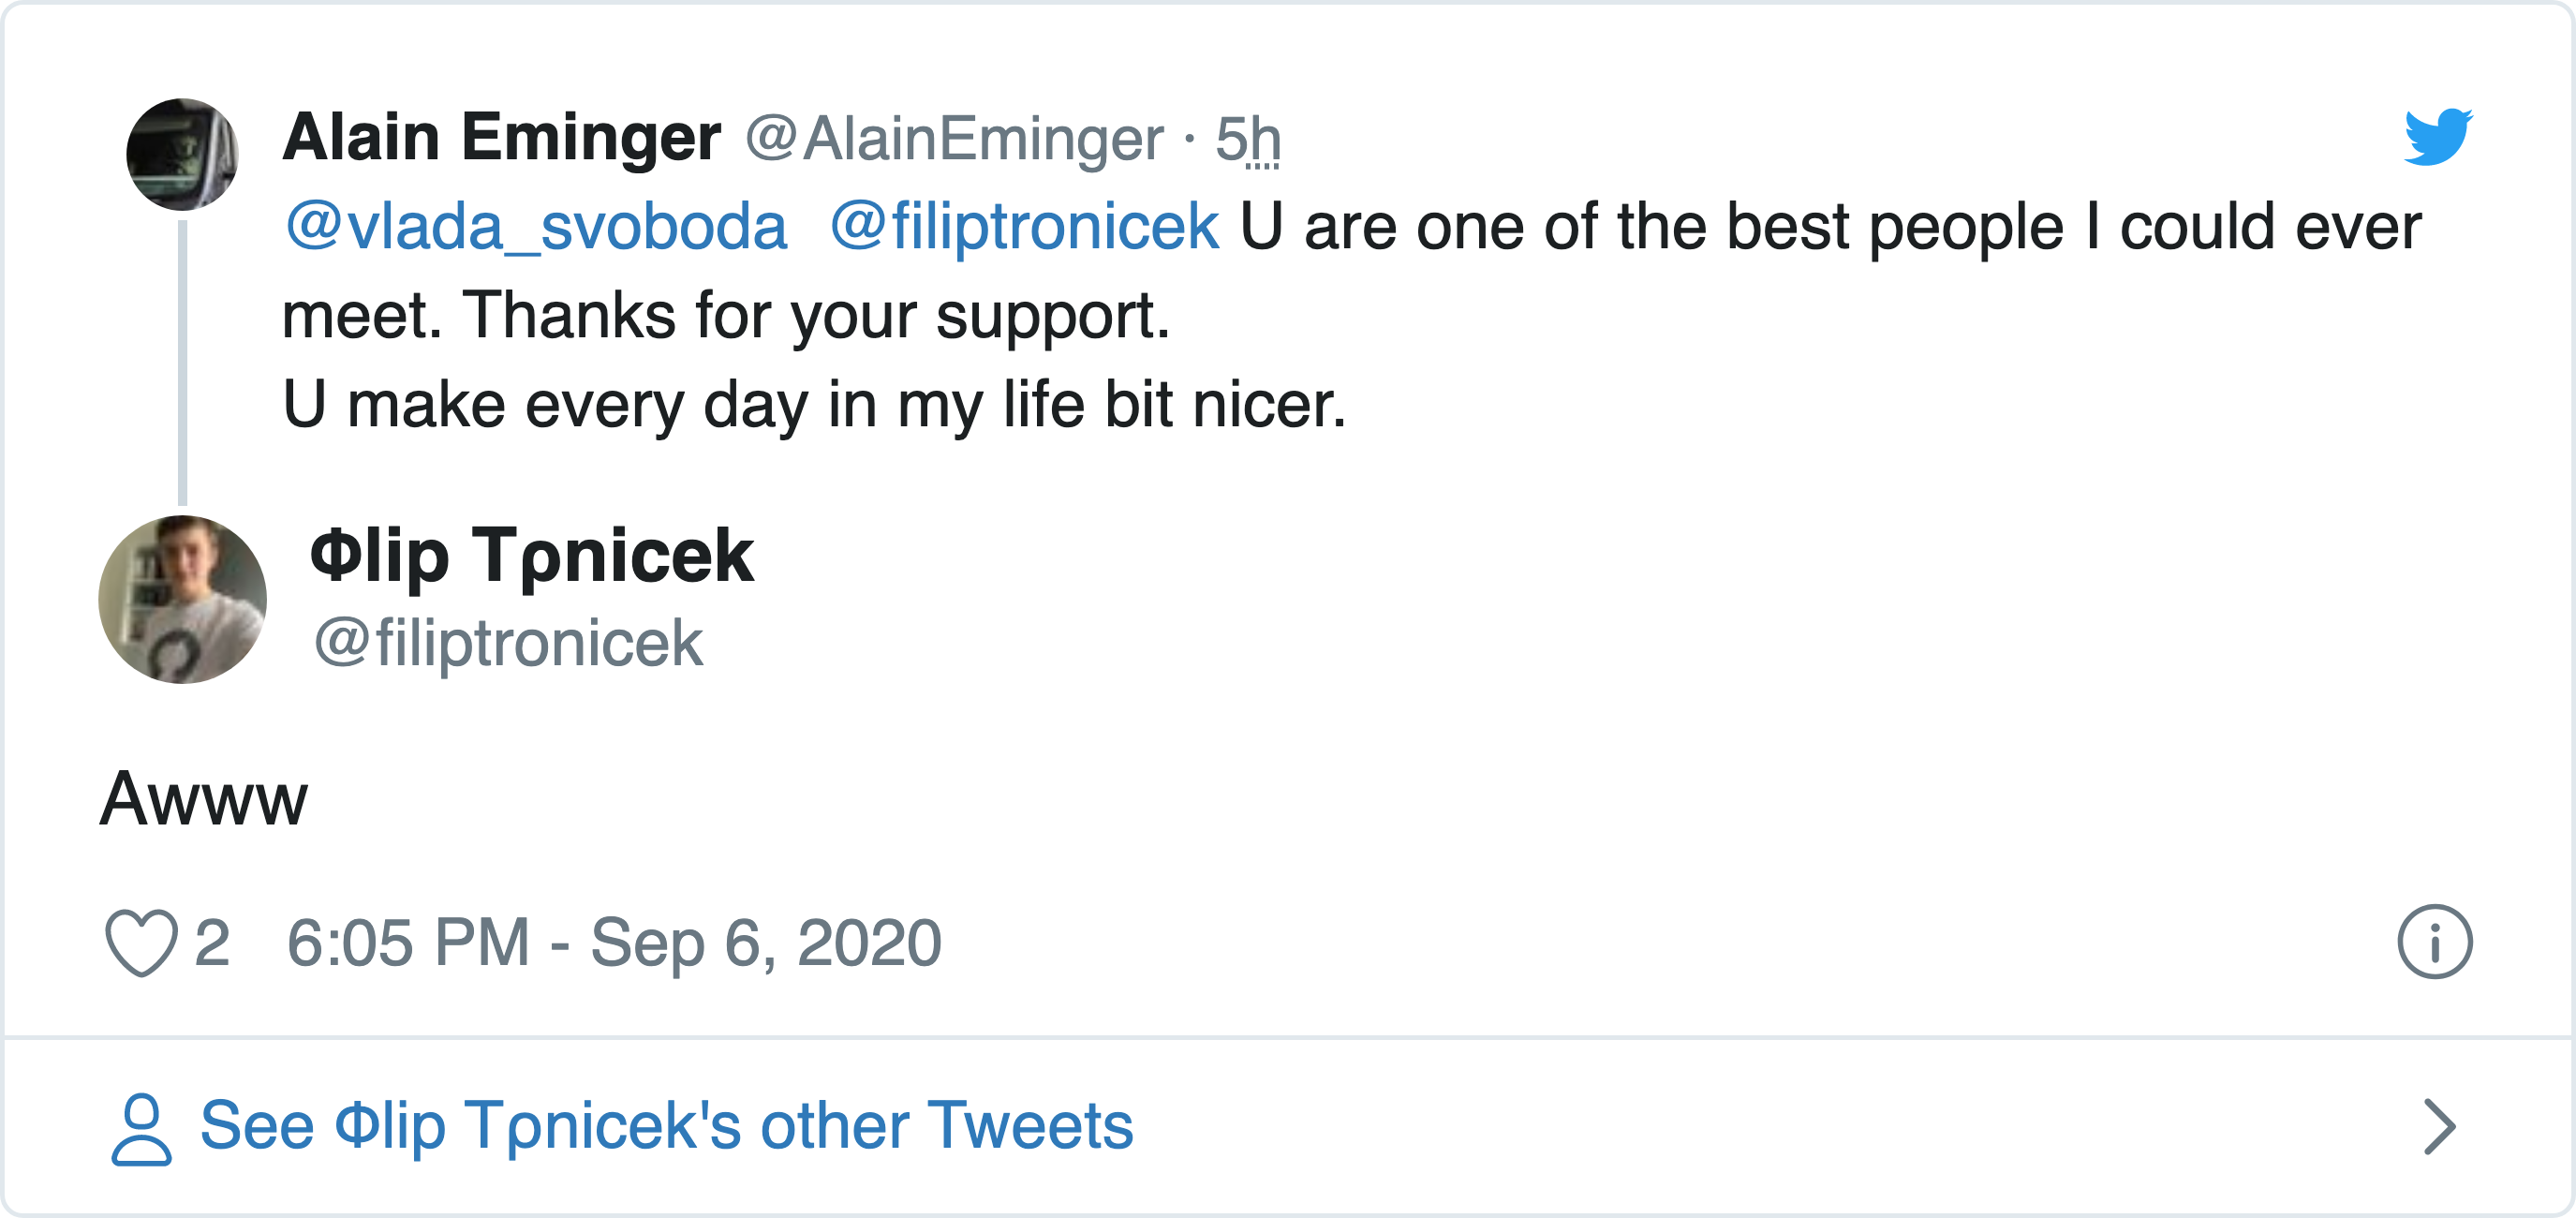 Alain Eminger @AlainEminger · 5h
@vlada_svoboda @filiptronicek U are one of the best people I could ever
meet. Thanks for your support.
U make every day in my life bit nicer.
Φlip Tρnicek
@filiptronicek
Awww
2 6:05 PM - Sep 6, 2020
See Φlip Tρnicek's other Tweets